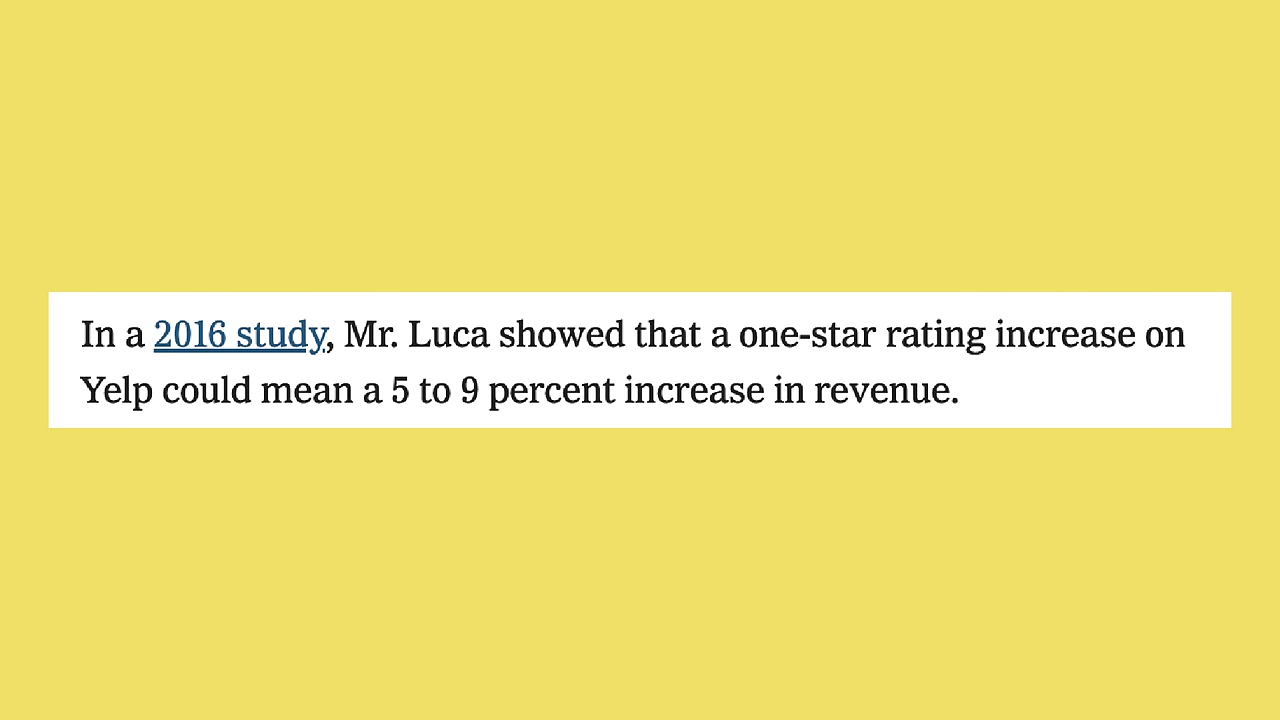 In a 2016 study, Mr. Luca showed that a one-star rating increase on
Yelp could mean a 5 to 9 percent increase in revenue.